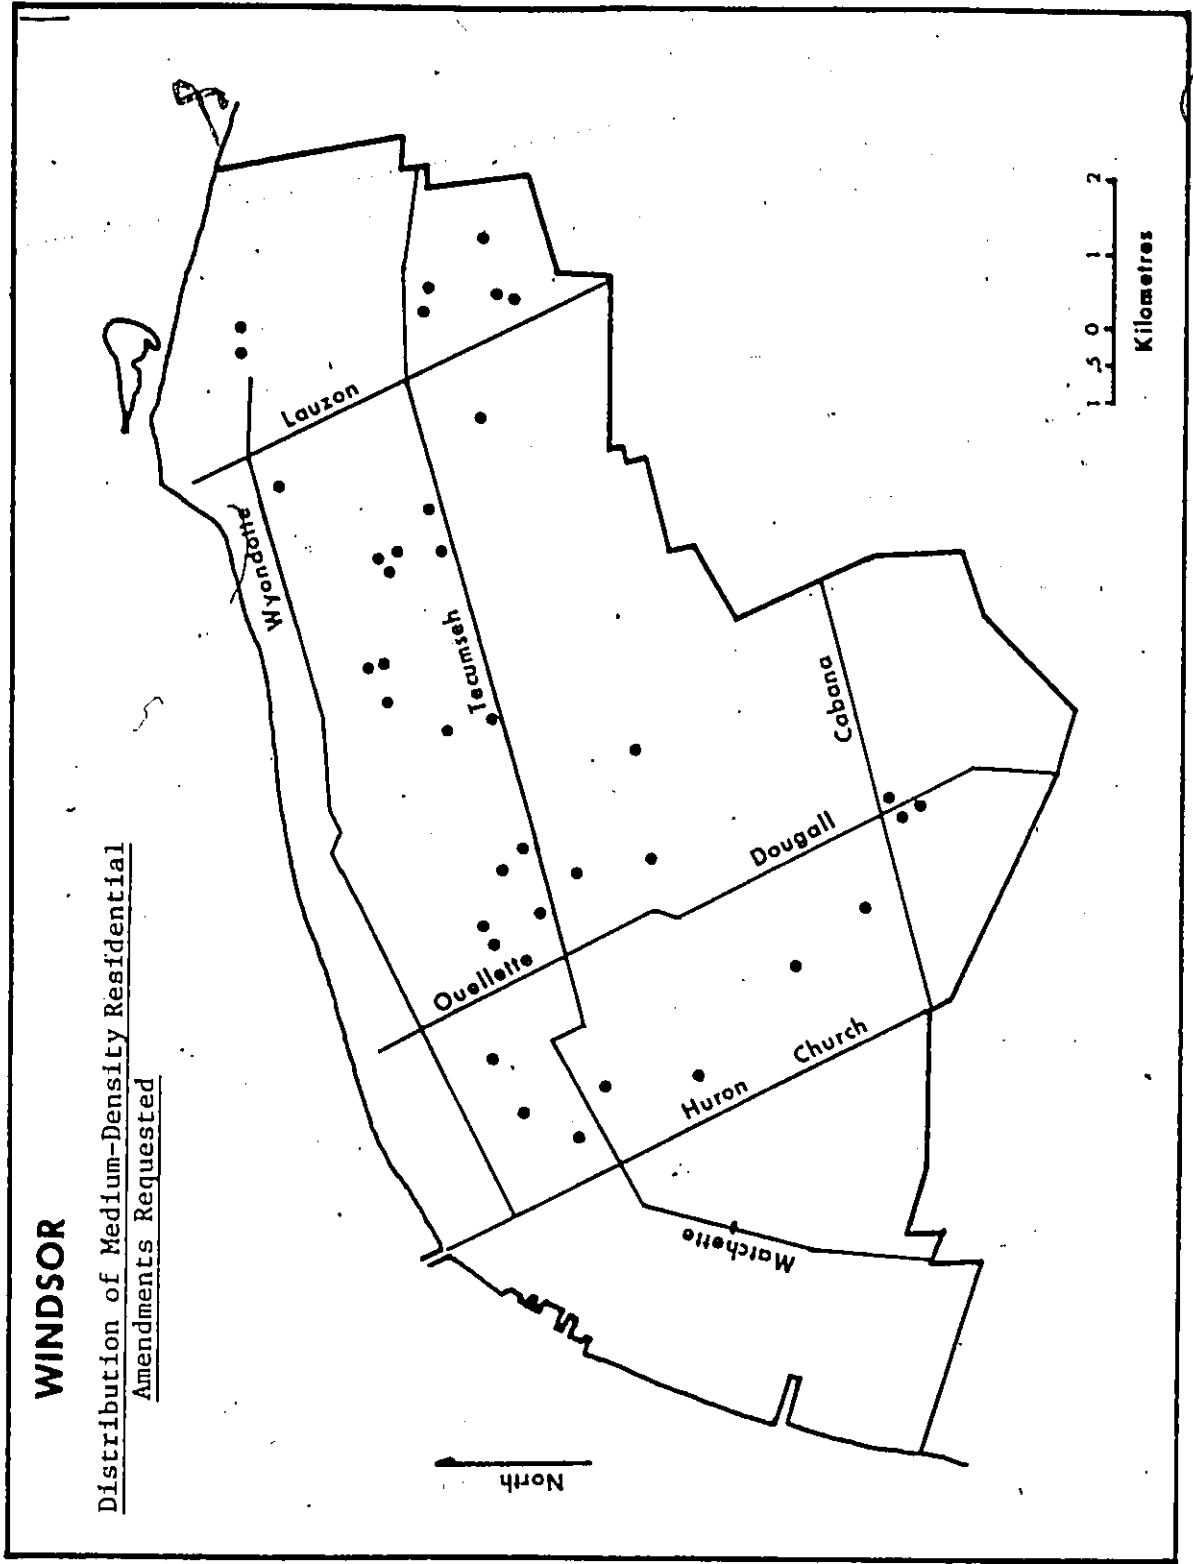 WINDSOR
Distribution of Medium-Density Residential
Amendments Requested
Wyandotte
Lauzon
Tecumseh
Ouellette
Dougall
Cabana
Huron Church
Matchette
North
1 .5 0 1 2
Kilometres